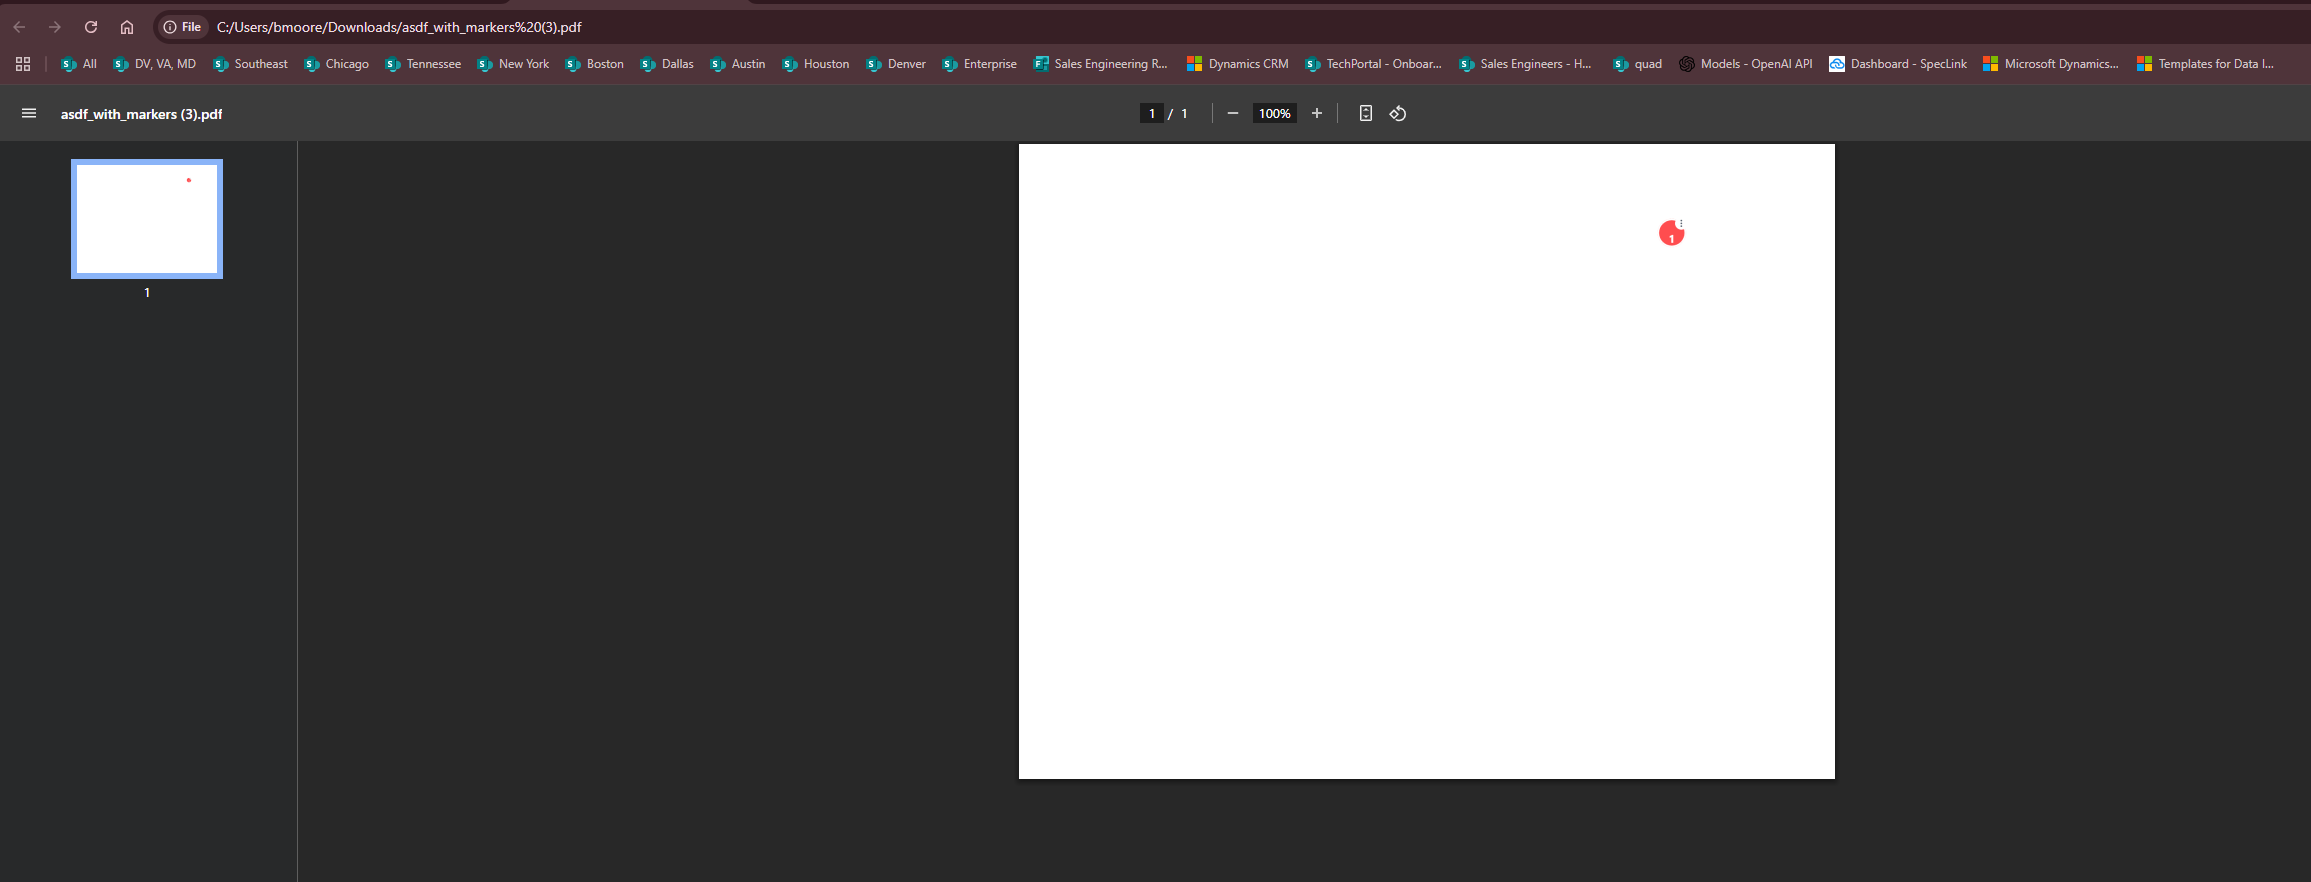 File C:/Users/bmoore/Downloads/asdf_with_markers%20(3).pdf
All DV, VA, MD Southeast Chicago Tennessee New York Boston Dallas Austin Houston Denver Enterprise Sales Engineering R... Dynamics CRM TechPortal - Onboar... Sales Engineers - H... quad Models - OpenAI API Dashboard - SpecLink Microsoft Dynamics... Templates for Data I...
asdf_with_markers (3).pdf 1 / 1 100%
1
1